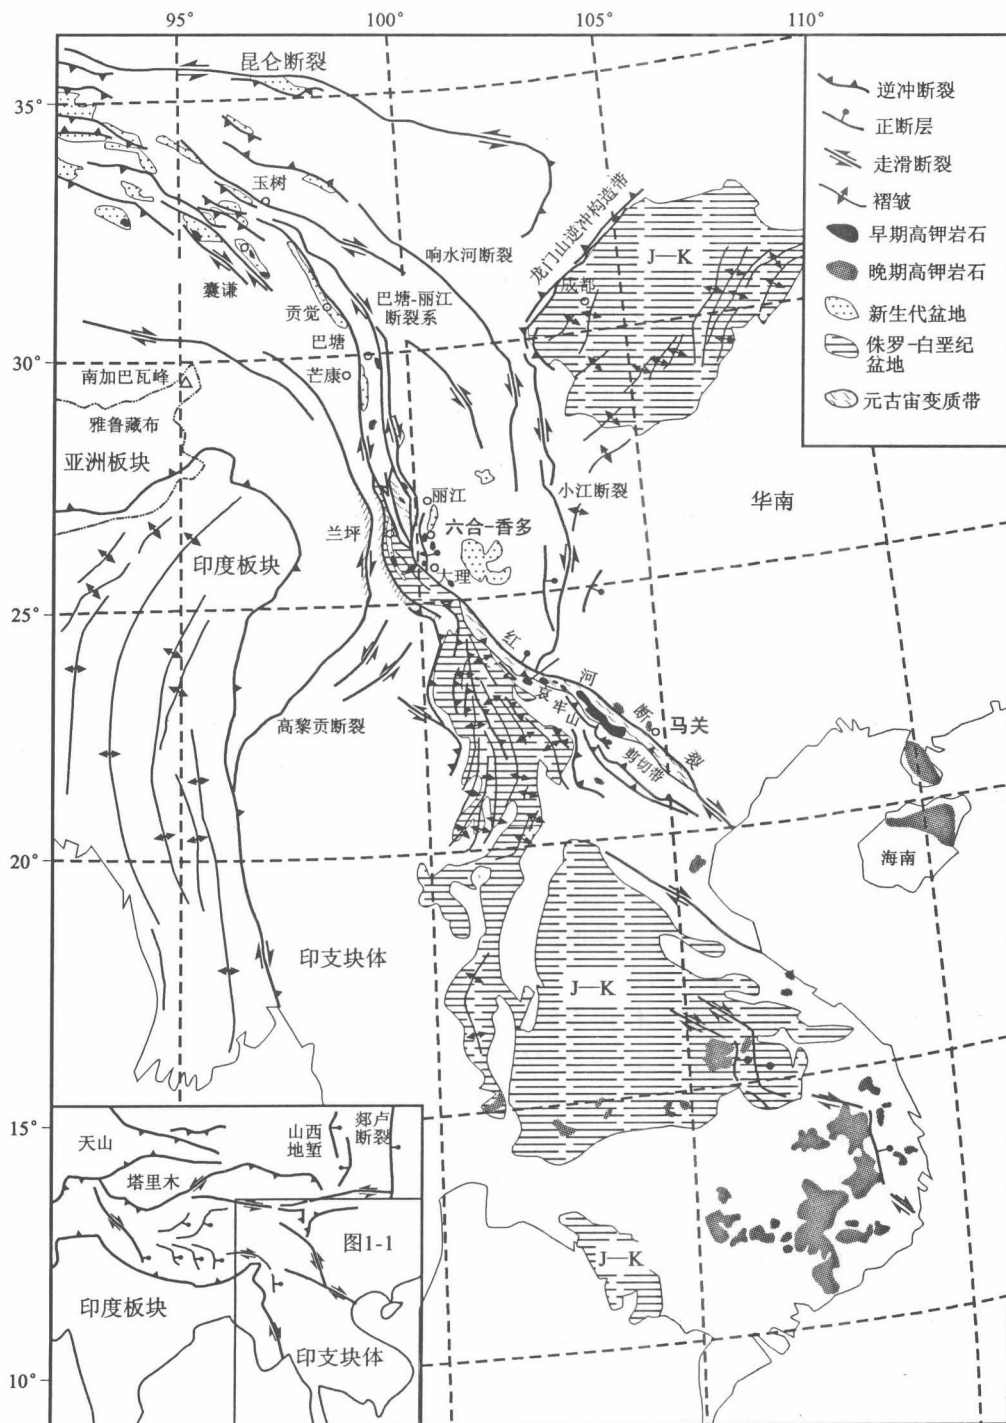 95°
100°
105°
110°
35°
30°
25°
20°
15°
10°
昆仑断裂
玉树
囊谦
贡觉
巴塘
芒康
响水河断裂
巴塘-丽江
断裂系
龙门山逆冲构造带
成都
J—K
南加巴瓦峰
雅鲁藏布
亚洲板块
印度板块
兰坪
丽江
六合-香多
大理
小江断裂
华南
红
河
断
裂
哀
牢
山
剪切带
马关
高黎贡断裂
海南
印支块体
J—K
J—K
逆冲断裂
正断层
走滑断裂
褶皱
早期高钾岩石
晚期高钾岩石
新生代盆地
侏罗-白垩纪
盆地
元古宙变质带
天山
塔里木
山西
地堑
郯卢
断裂
图1-1
印度板块
印支块体